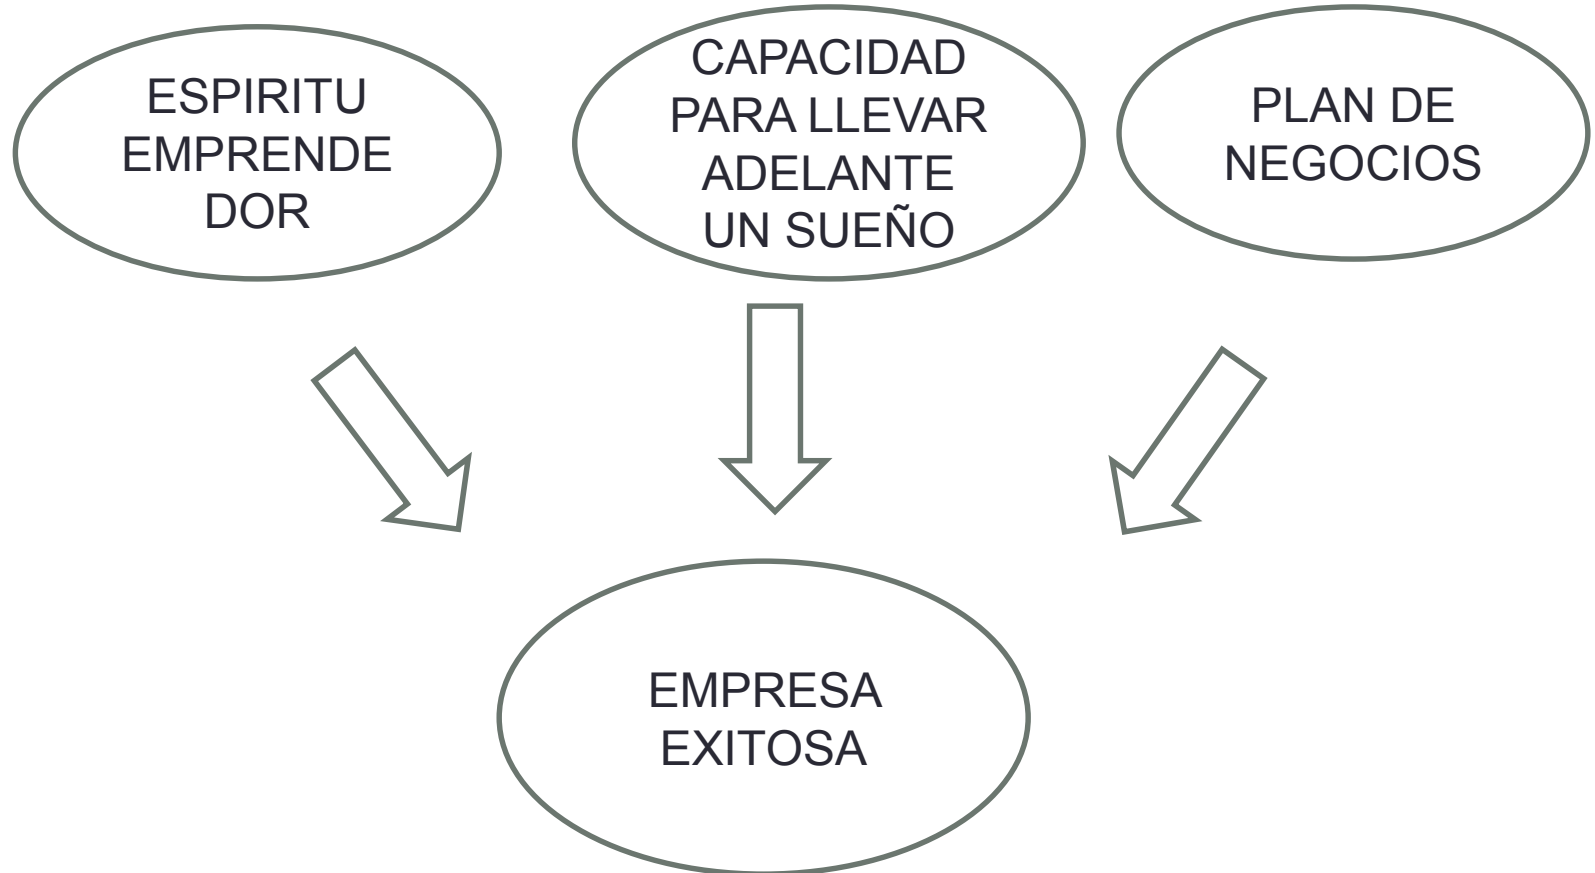 ESPIRITU
EMPRENDE
DOR
CAPACIDAD
PARA LLEVAR
ADELANTE
UN SUEÑO
PLAN DE
NEGOCIOS
EMPRESA
EXITOSA